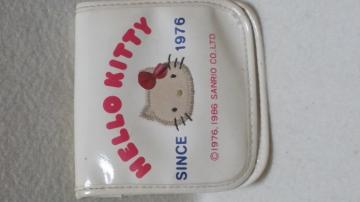 HELLO KITTY
SINCE 1976
©1976.1986 SANRIO CO.LTD